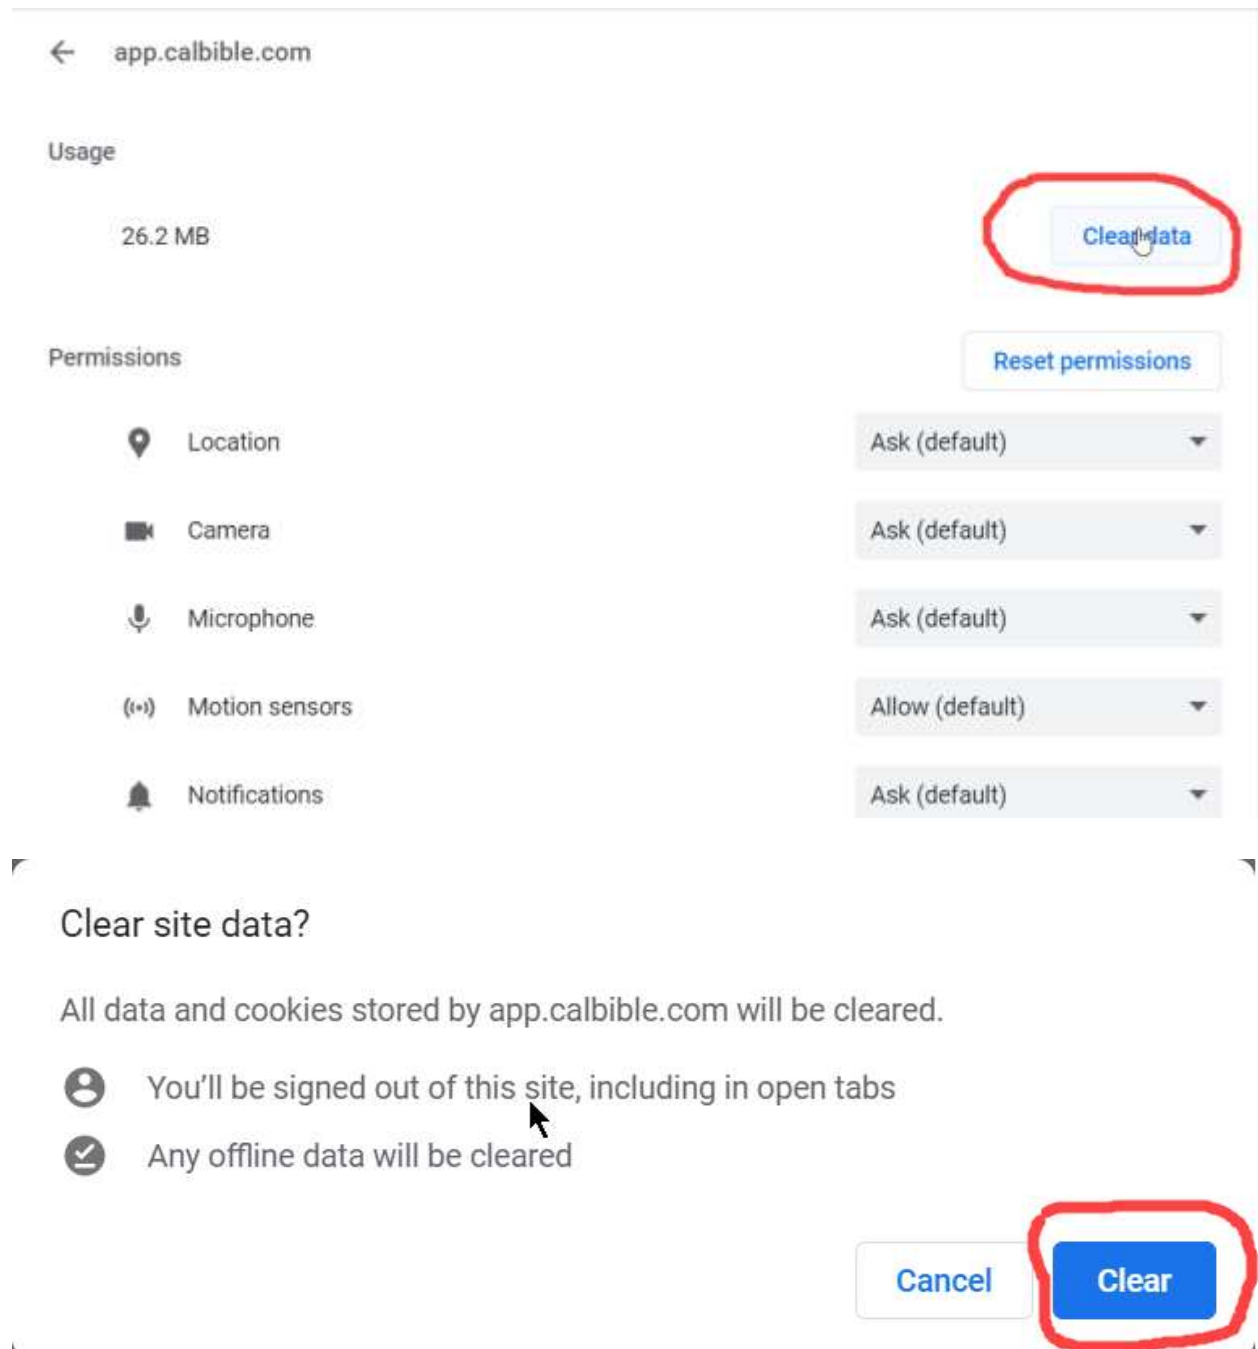 app.calbible.com
Usage
26.2 MB
Clear data
Permissions
Reset permissions
Location
Ask (default)
Camera
Ask (default)
Microphone
Ask (default)
Motion sensors
Allow (default)
Notifications
Ask (default)
Clear site data?
All data and cookies stored by app.calbible.com will be cleared.
You'll be signed out of this site, including in open tabs
Any offline data will be cleared
Cancel
Clear